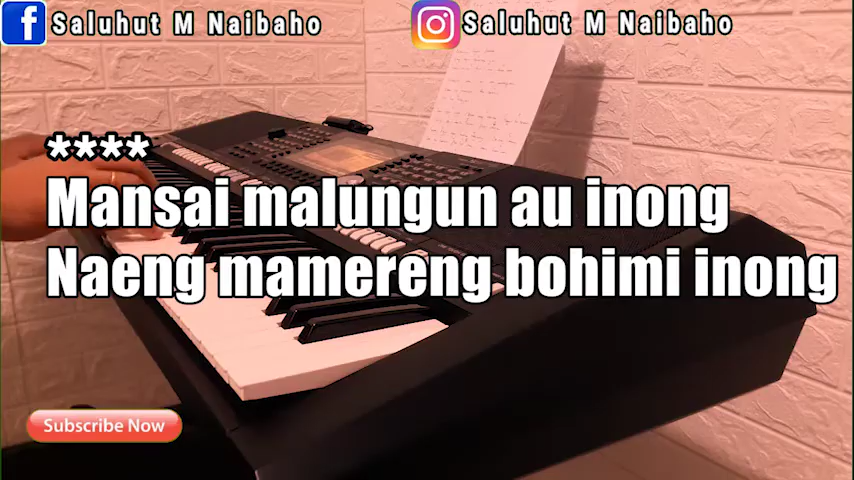 Saluhut M Naibaho
Saluhut M Naibaho
****
Mansai malungun au inong
Naeng mamereng bohimi inong
Subscribe Now